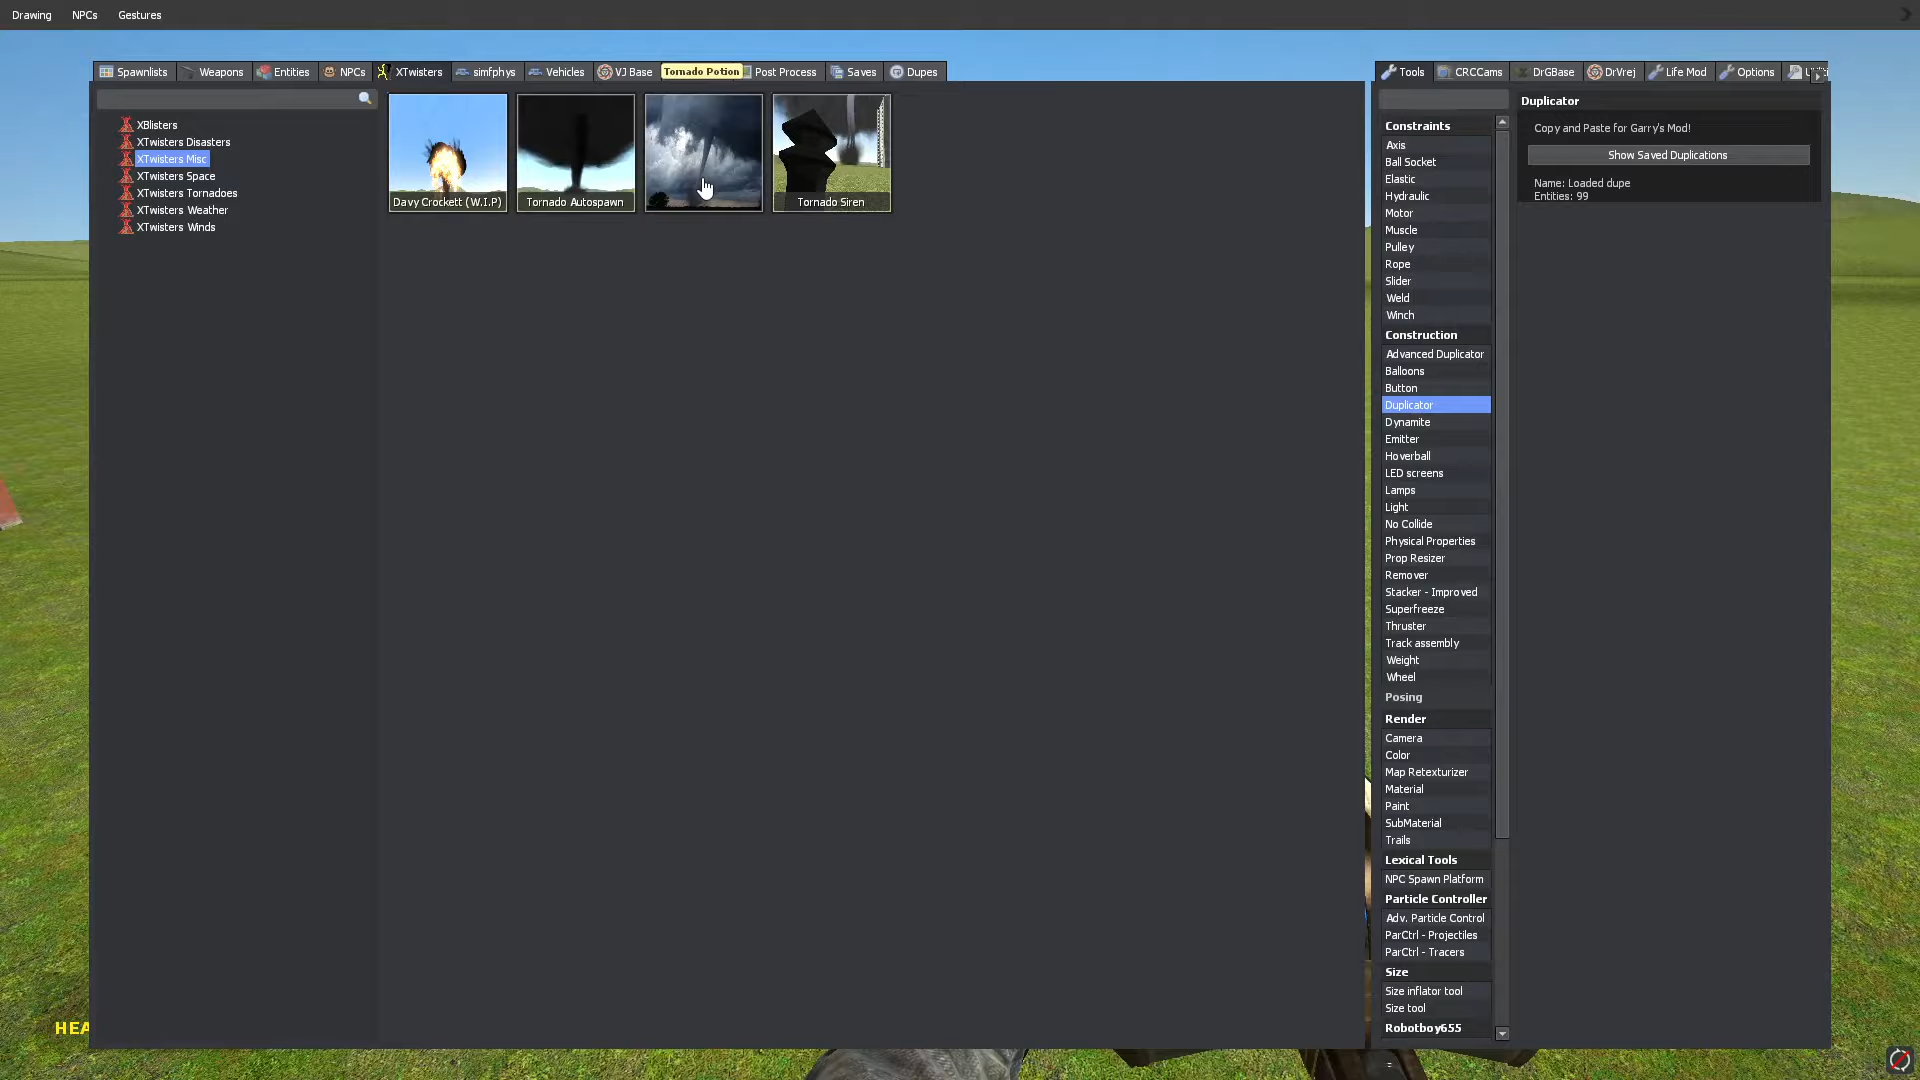 Drawing NPCs Gestures
Spawnlists Weapons Entities NPCs XTwisters simfphys Vehicles VJ Base Tornado Potion Post Process Saves Dupes
Tools CRCCams DrGBase DrVrej Life Mod Options
XBlisters
XTwisters Disasters
XTwisters Misc
XTwisters Space
XTwisters Tornadoes
XTwisters Weather
XTwisters Winds
Davy Crockett (W.I.P) Tornado Autospawn Tornado Siren
Constraints
Axis
Ball Socket
Elastic
Hydraulic
Motor
Muscle
Pulley
Rope
Slider
Weld
Winch
Construction
Advanced Duplicator
Balloons
Button
Duplicator
Dynamite
Emitter
Hoverball
LED screens
Lamps
Light
No Collide
Physical Properties
Prop Resizer
Remover
Stacker - Improved
Superfreeze
Thruster
Track assembly
Weight
Wheel
Posing
Render
Camera
Color
Map Retexturizer
Material
Paint
SubMaterial
Trails
Lexical Tools
NPC Spawn Platform
Particle Controller
Adv. Particle Control
ParCtrl - Projectiles
ParCtrl - Tracers
Size
Size inflator tool
Size tool
Robotboy655
Duplicator
Copy and Paste for Garry's Mod!
Show Saved Duplications
Name: Loaded dupe
Entities: 99
HEA